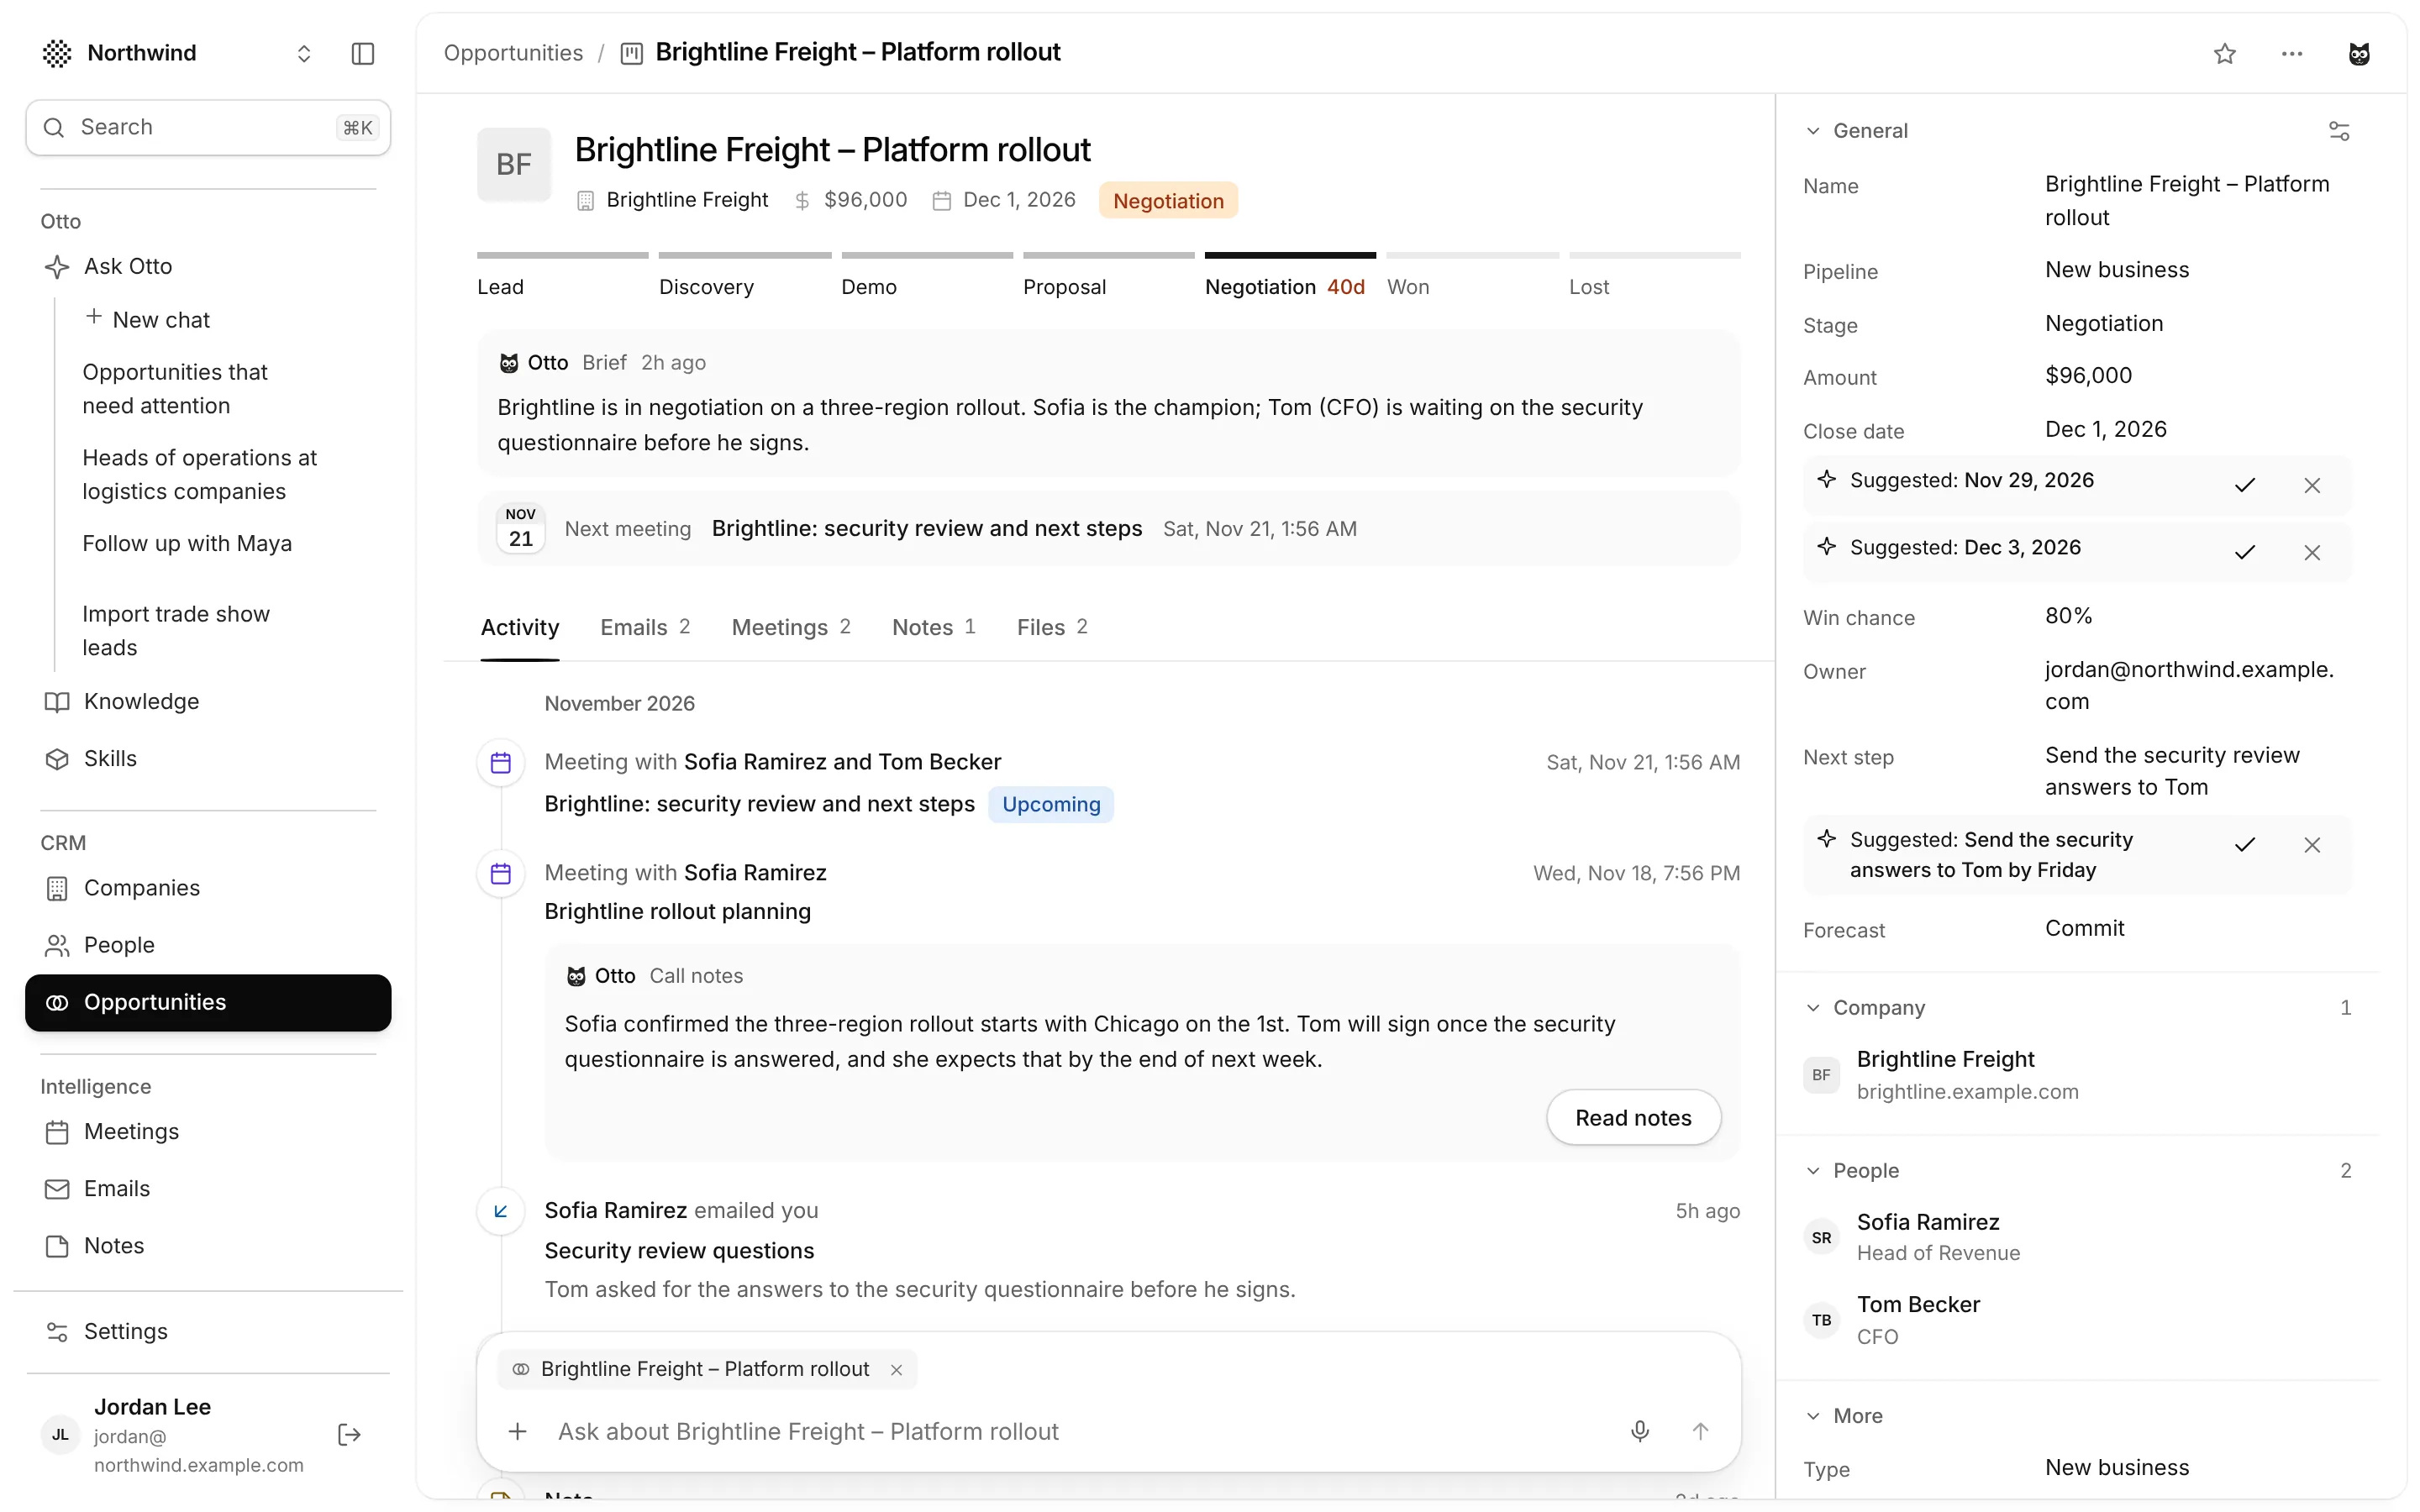 Northwind
Search
⌘K
Otto
Ask Otto
New chat
Opportunities that
need attention
Heads of operations at
logistics companies
Follow up with Maya
Import trade show
leads
Knowledge
Skills
CRM
Companies
People
Opportunities
Intelligence
Meetings
Emails
Notes
Settings
JL
Jordan Lee
jordan@
northwind.example.com
Opportunities / Brightline Freight – Platform rollout
BF
Brightline Freight – Platform rollout
Brightline Freight $96,000 Dec 1, 2026 Negotiation
Lead Discovery Demo Proposal Negotiation 40d Won Lost
Otto Brief 2h ago
Brightline is in negotiation on a three-region rollout. Sofia is the champion; Tom (CFO) is waiting on the security
questionnaire before he signs.
NOV
21
Next meeting Brightline: security review and next steps Sat, Nov 21, 1:56 AM
Activity Emails 2 Meetings 2 Notes 1 Files 2
November 2026
Meeting with Sofia Ramirez and Tom Becker Sat, Nov 21, 1:56 AM
Brightline: security review and next steps Upcoming
Meeting with Sofia Ramirez Wed, Nov 18, 7:56 PM
Brightline rollout planning
Otto Call notes
Sofia confirmed the three-region rollout starts with Chicago on the 1st. Tom will sign once the security
questionnaire is answered, and she expects that by the end of next week.
Read notes
Sofia Ramirez emailed you 5h ago
Security review questions
Tom asked for the answers to the security questionnaire before he signs.
Brightline Freight – Platform rollout
Ask about Brightline Freight – Platform rollout
General
Name Brightline Freight – Platform
rollout
Pipeline New business
Stage Negotiation
Amount $96,000
Close date Dec 1, 2026
Suggested: Nov 29, 2026
Suggested: Dec 3, 2026
Win chance 80%
Owner jordan@northwind.example.
com
Next step Send the security review
answers to Tom
Suggested: Send the security
answers to Tom by Friday
Forecast Commit
Company 1
BF
Brightline Freight
brightline.example.com
People 2
SR
Sofia Ramirez
Head of Revenue
TB
Tom Becker
CFO
More
Type New business